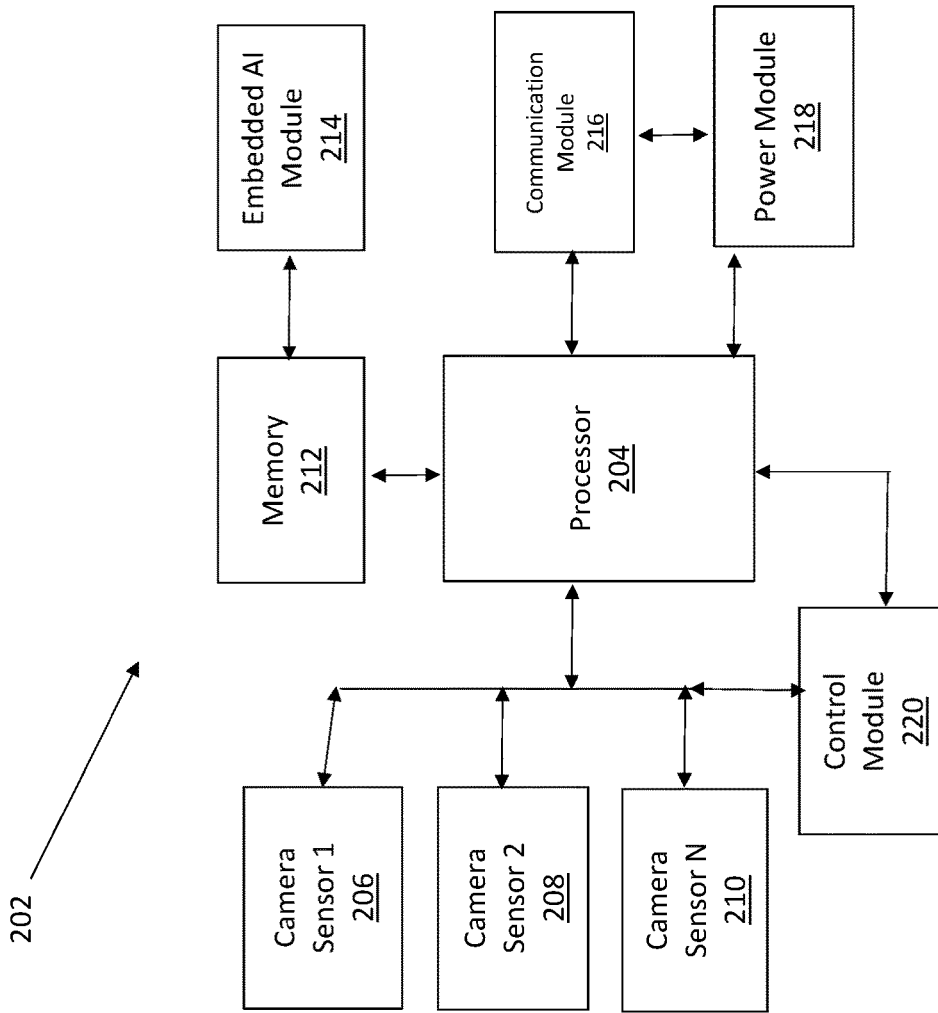 202
Camera
Sensor 1
206
Camera
Sensor 2
208
Camera
Sensor N
210
Control
Module
220
Memory
212
Processor
204
Embedded AI
Module
214
Communication
Module
216
Power Module
218